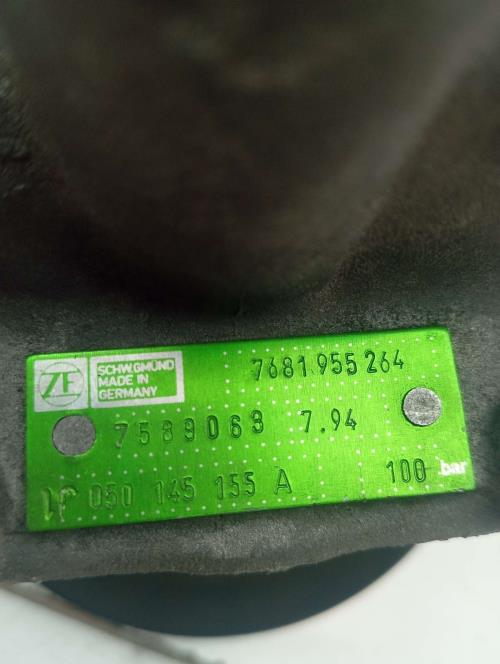 ZF
SCHW.GMÜND
MADE IN
GERMANY
7681 955 264
7589063 7.94
050 145 155 A 100 bar